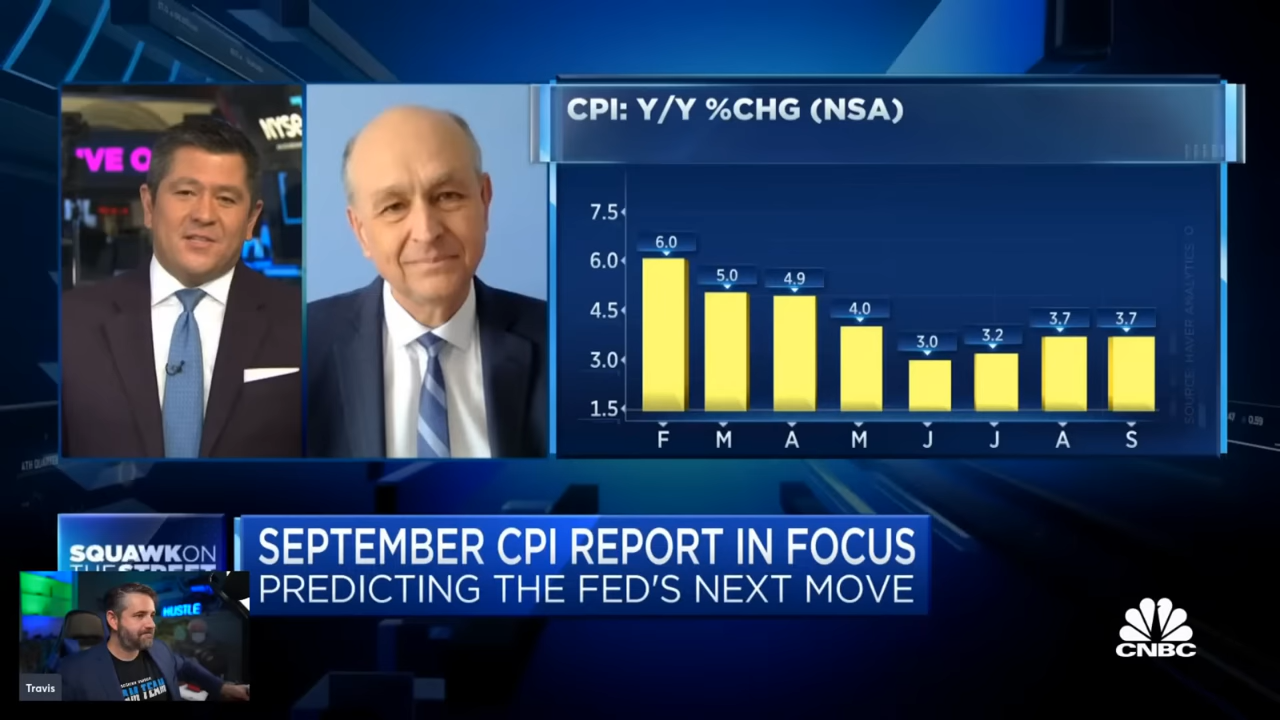 'VE O
NYSE
CPI: Y/Y %CHG (NSA)
7.5
6.0
4.5
3.0
1.5
6.0
5.0
4.9
4.0
3.0
3.2
3.7
3.7
F M A M J J A S
SOURCE: HAVER ANALYTICS ©
SEPTEMBER CPI REPORT IN FOCUS
PREDICTING THE FED'S NEXT MOVE
SQUAWK ON
THE STREET
HUSTLE
Travis
CNBC